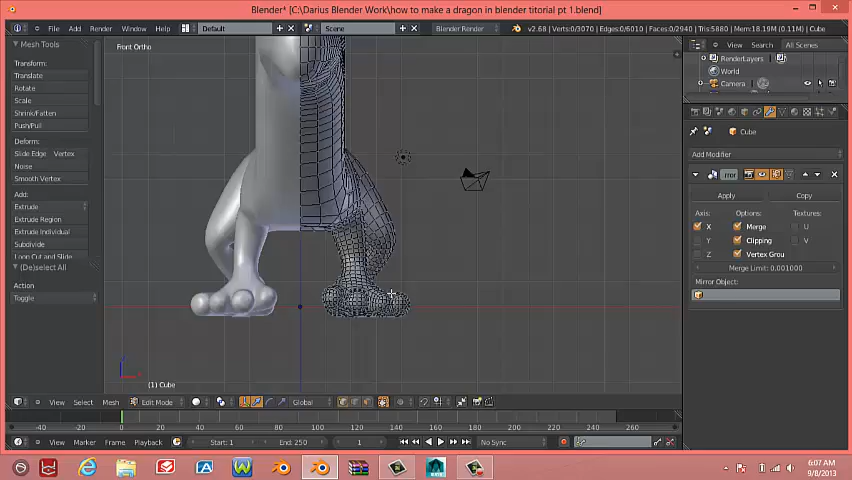 Blender* [C:\Darius Blender Work\how to make a dragon in blender titorial pt 1.blend]
File Add Render Window Help Default Scene Blender Render v2.68 | Verts:0/3070 | Edges:0/6010 | Faces:0/2940 | Tris:5880 | Mem:18.19M (0.11M) | Cube
Mesh Tools
Front Ortho
View Search All Scenes
Transform:
RenderLayers
Translate
World
Rotate
Camera
Scale
Shrink/Fatten
Push/Pull
Cube
Deform:
Slide Edge Vertex
Add Modifier
Noise
Smooth Vertex
rror
Add:
Apply Copy
Extrude
Axis: Options: Textures:
Extrude Region
X Merge U
Extrude Individual
Y Clipping V
Subdivide
Z Vertex Grou
Loop Cut and Slide
(De)select All
Merge Limit: 0.001000
Action
Mirror Object:
Toggle
(1) Cube
View Select Mesh Edit Mode Global
-40 -20 0 20 40 60 80 100 120 140 160 180 200 220 240 260
View Marker Frame Playback Start: 1 End: 250 1 No Sync
6:07 AM
9/8/2013